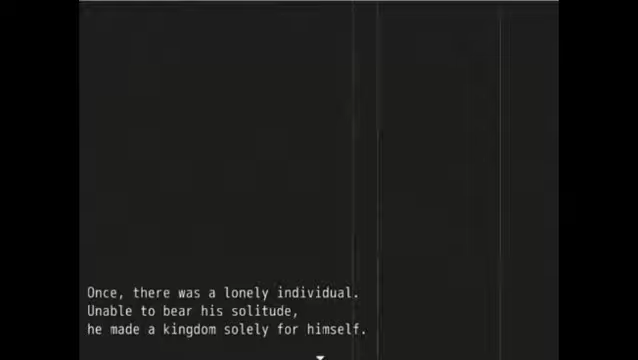 Once, there was a lonely individual.
Unable to bear his solitude,
he made a kingdom solely for himself.